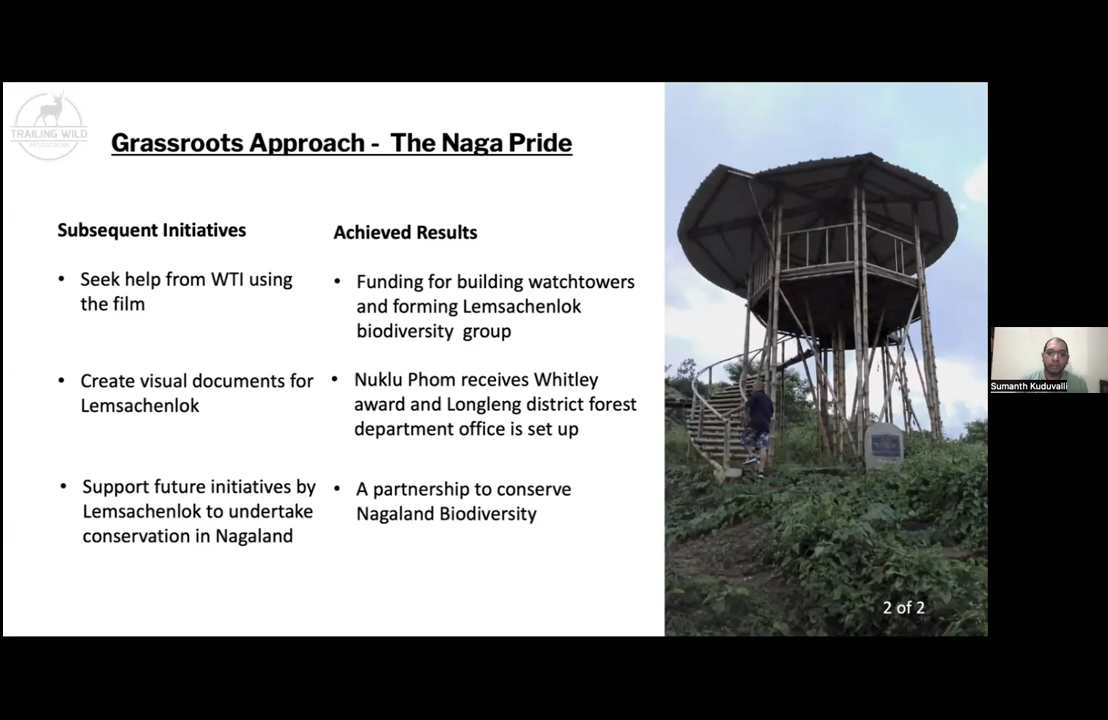 TRAILING WILD
Grassroots Approach - The Naga Pride
Subsequent Initiatives
• Seek help from WTI using
the film
• Create visual documents for
Lemsachenlok
• Support future initiatives by
Lemsachenlok to undertake
conservation in Nagaland
Achieved Results
• Funding for building watchtowers
and forming Lemsachenlok
biodiversity group
• Nuklu Phom receives Whitley
award and Longleng district forest
department office is set up
• A partnership to conserve
Nagaland Biodiversity
2 of 2
Sumanth Kuduvalli